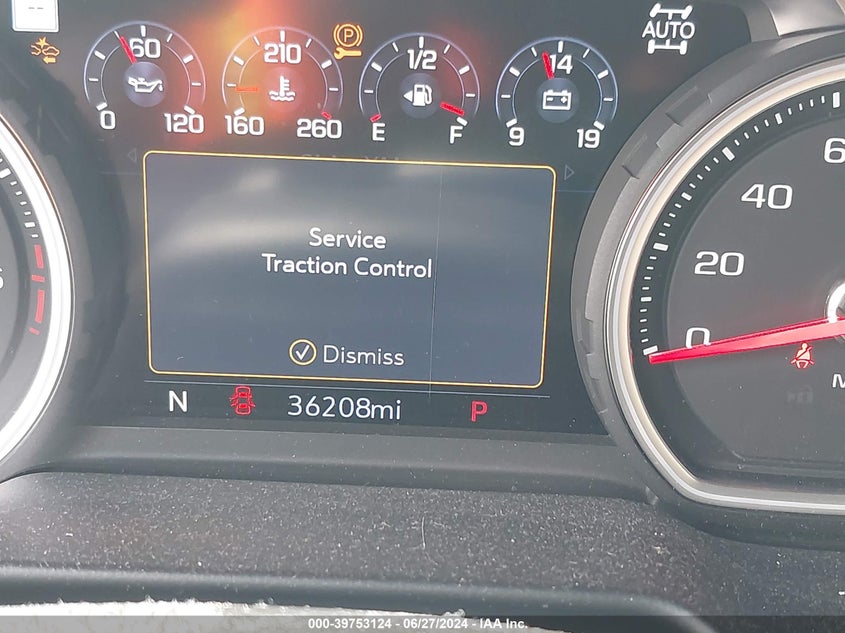 60
0 120
210
160 260
1/2
E F
14
9 19
AUTO
Service
Traction Control
Dismiss
N 36208mi P
0
20
40
000-39753124 - 06/27/2024 - IAA Inc.